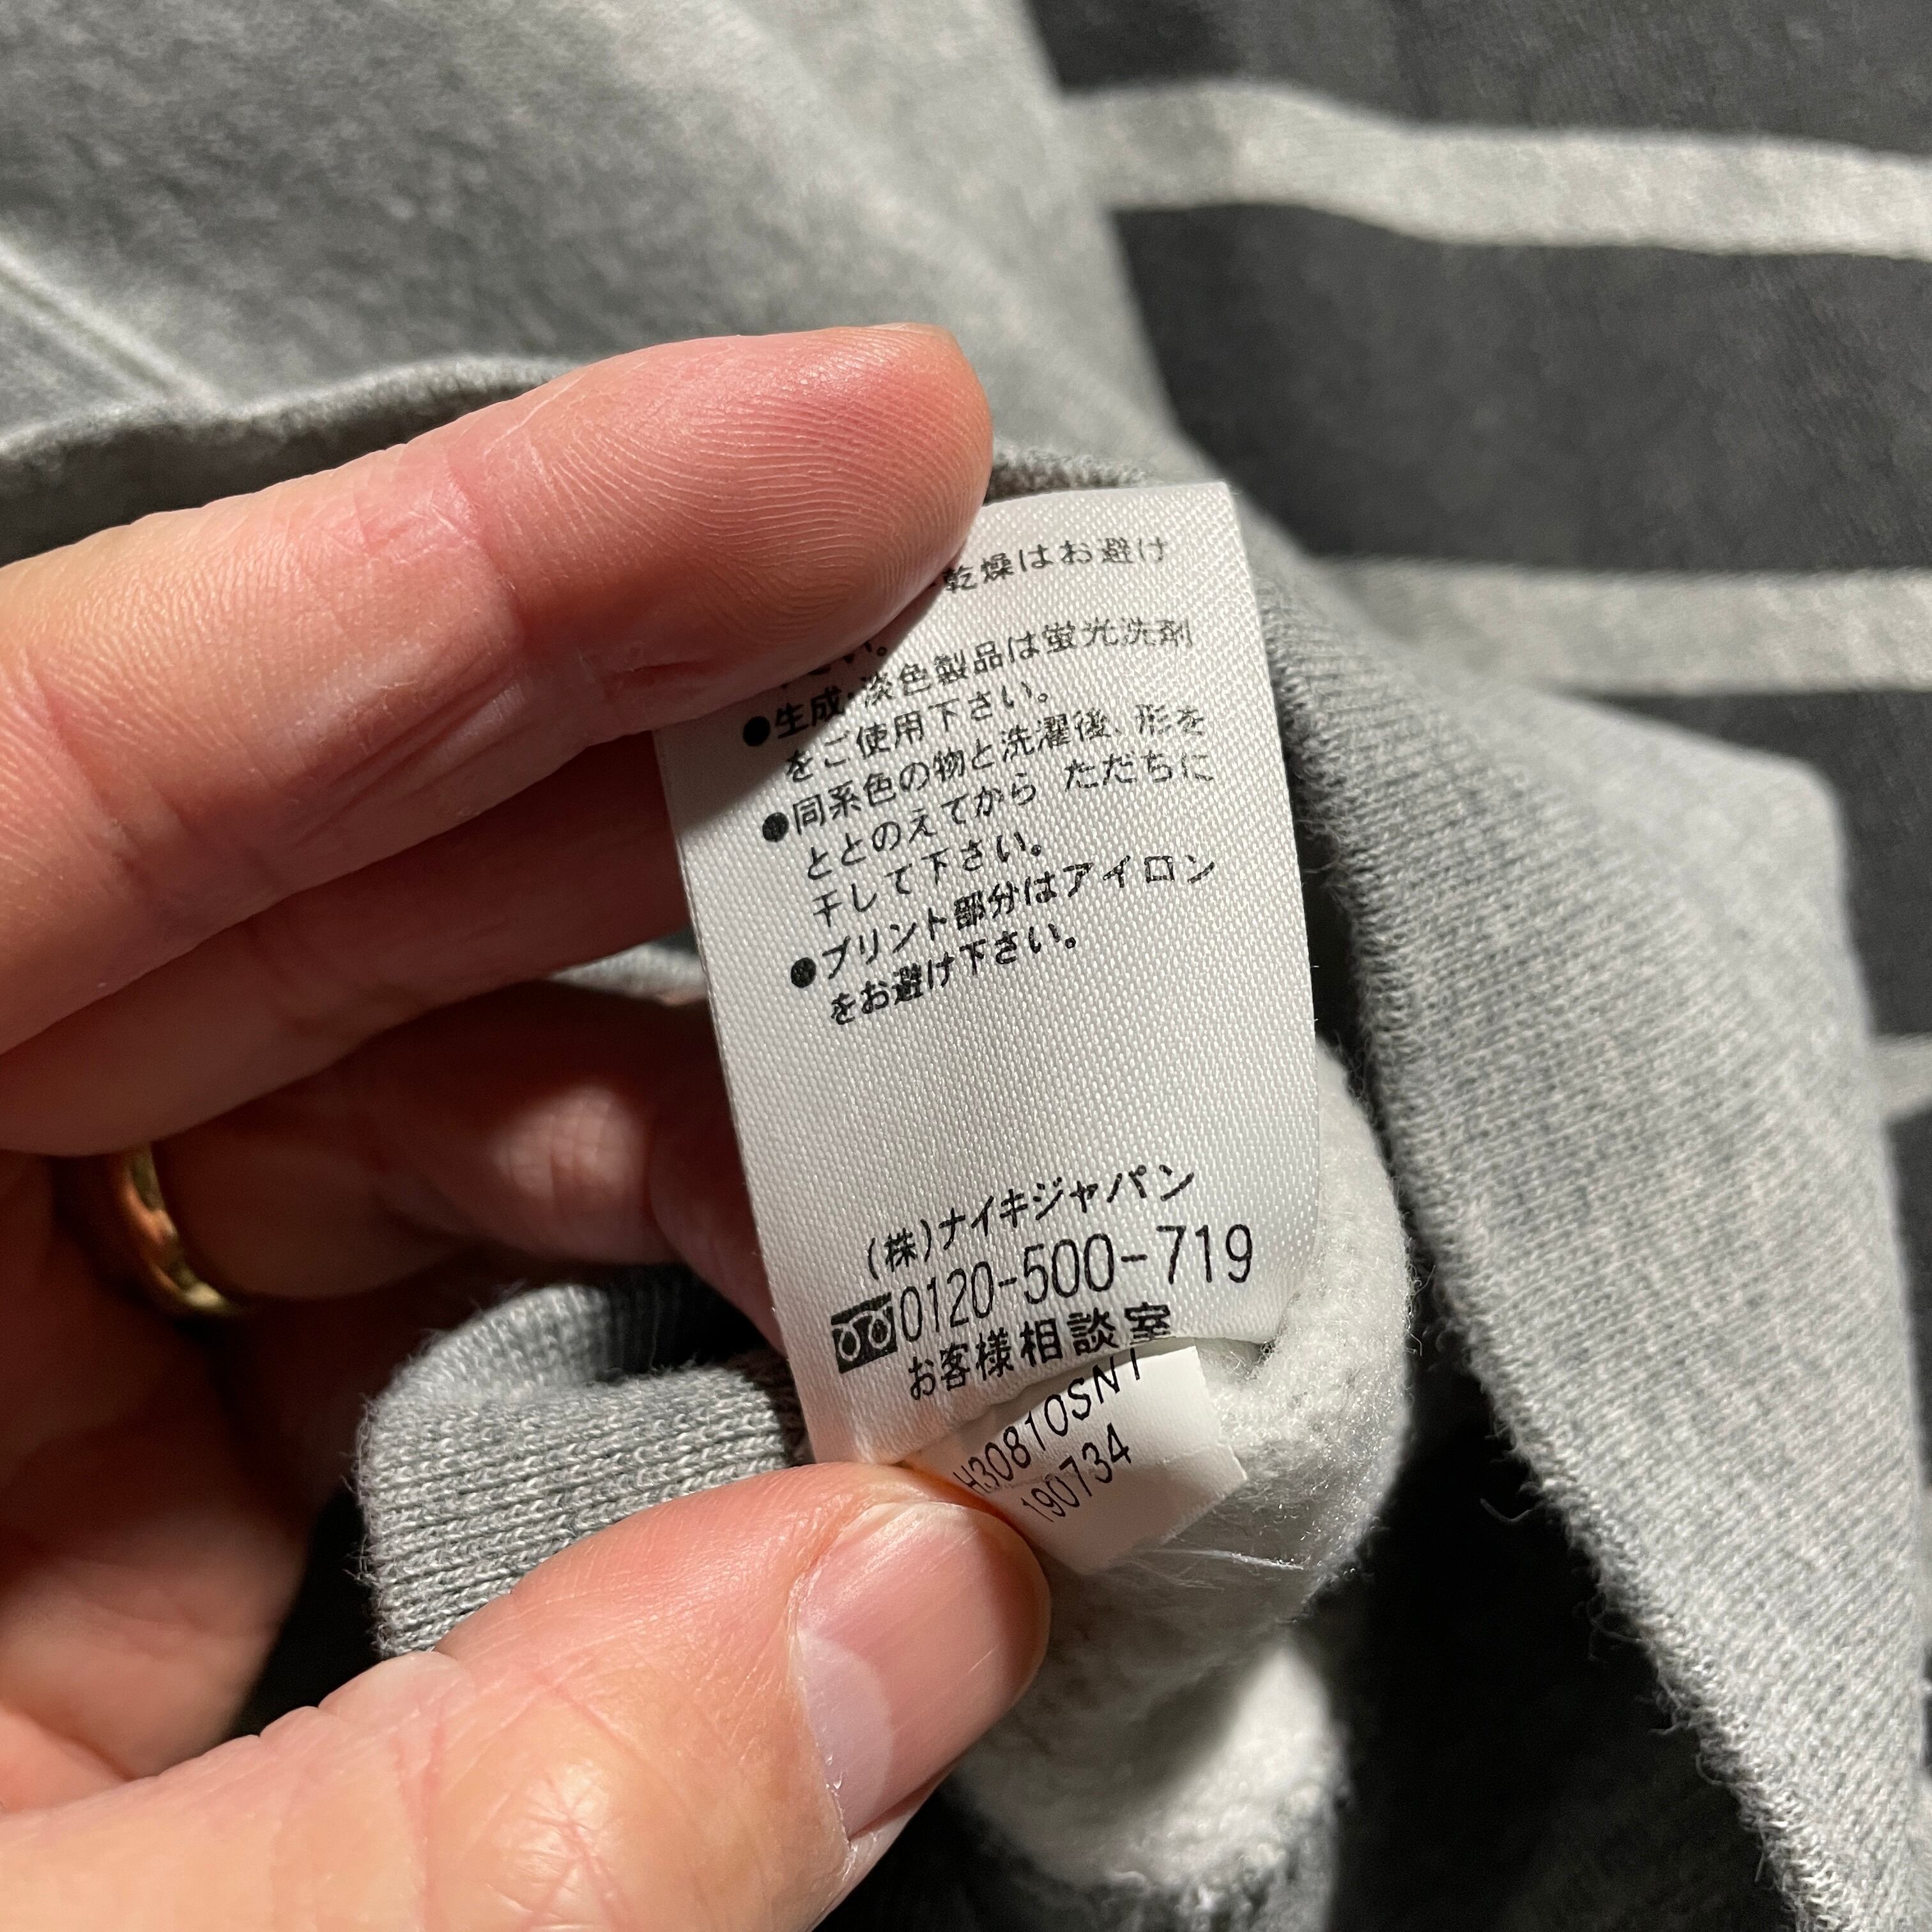 乾燥はお避け
さい。
●生成・淡色製品は蛍光洗剤
をご使用下さい。
●同系色の物と洗濯後、形を
ととのえてから ただちに
干して下さい。
●プリント部分はアイロン
をお避け下さい。
(株)ナイキジャパン
0120-500-719
お客様相談室
H30810SNT
190734